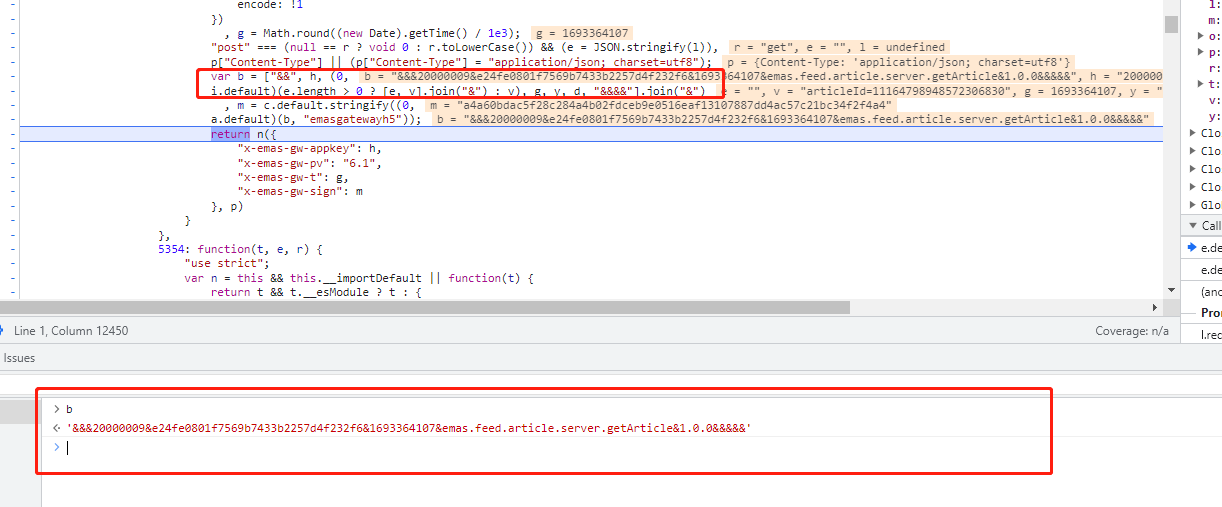 encode: !1
})
, g = Math.round((new Date).getTime() / 1e3); g = 1693364107
"post" === (null == r ? void 0 : r.toLowerCase()) && (e = JSON.stringify(l)), r = "get", e = "", l = undefined
p["Content-Type"] || (p["Content-Type"] = "application/json; charset=utf8"); p = {Content-Type: 'application/json; charset=utf8'}
var b = ["&&", h, (0, b = "&&&20000009&e24fe0801f7569b7433b2257d4f232f6&1693364107&emas.feed.article.server.getArticle&1.0.0&&&&&", h = "200000
i.default)(e.length > 0 ? [e, v].join("&") : v), g, y, d, "&&&&"].join("&") e = "", v = "articleId=11164798948572306830", g = 1693364107, y = "
, m = c.default.stringify((0, m = "a4a60bdac5f28c284a4b02fdceb9e0516eaf13107887dd4ac57c21bc34f2f4a4"
a.default)(b, "emasgatewayh5")); b = "&&&20000009&e24fe0801f7569b7433b2257d4f232f6&1693364107&emas.feed.article.server.getArticle&1.0.0&&&&&"
return n({
"x-emas-gw-appkey": h,
"x-emas-gw-pv": "6.1",
"x-emas-gw-t": g,
"x-emas-gw-sign": m
}, p)
}
},
5354: function(t, e, r) {
"use strict";
var n = this && this.__importDefault || function(t) {
return t && t.__esModule ? t : {
l:
m:
o:
p:
r:
t:
v:
y:
Clo
Clo
Clo
Clo
Glo
Call
e.de
e.de
(ano
Pro
l.rec
Line 1, Column 12450
Coverage: n/a
Issues
b
'&&&20000009&e24fe0801f7569b7433b2257d4f232f6&1693364107&emas.feed.article.server.getArticle&1.0.0&&&&&'